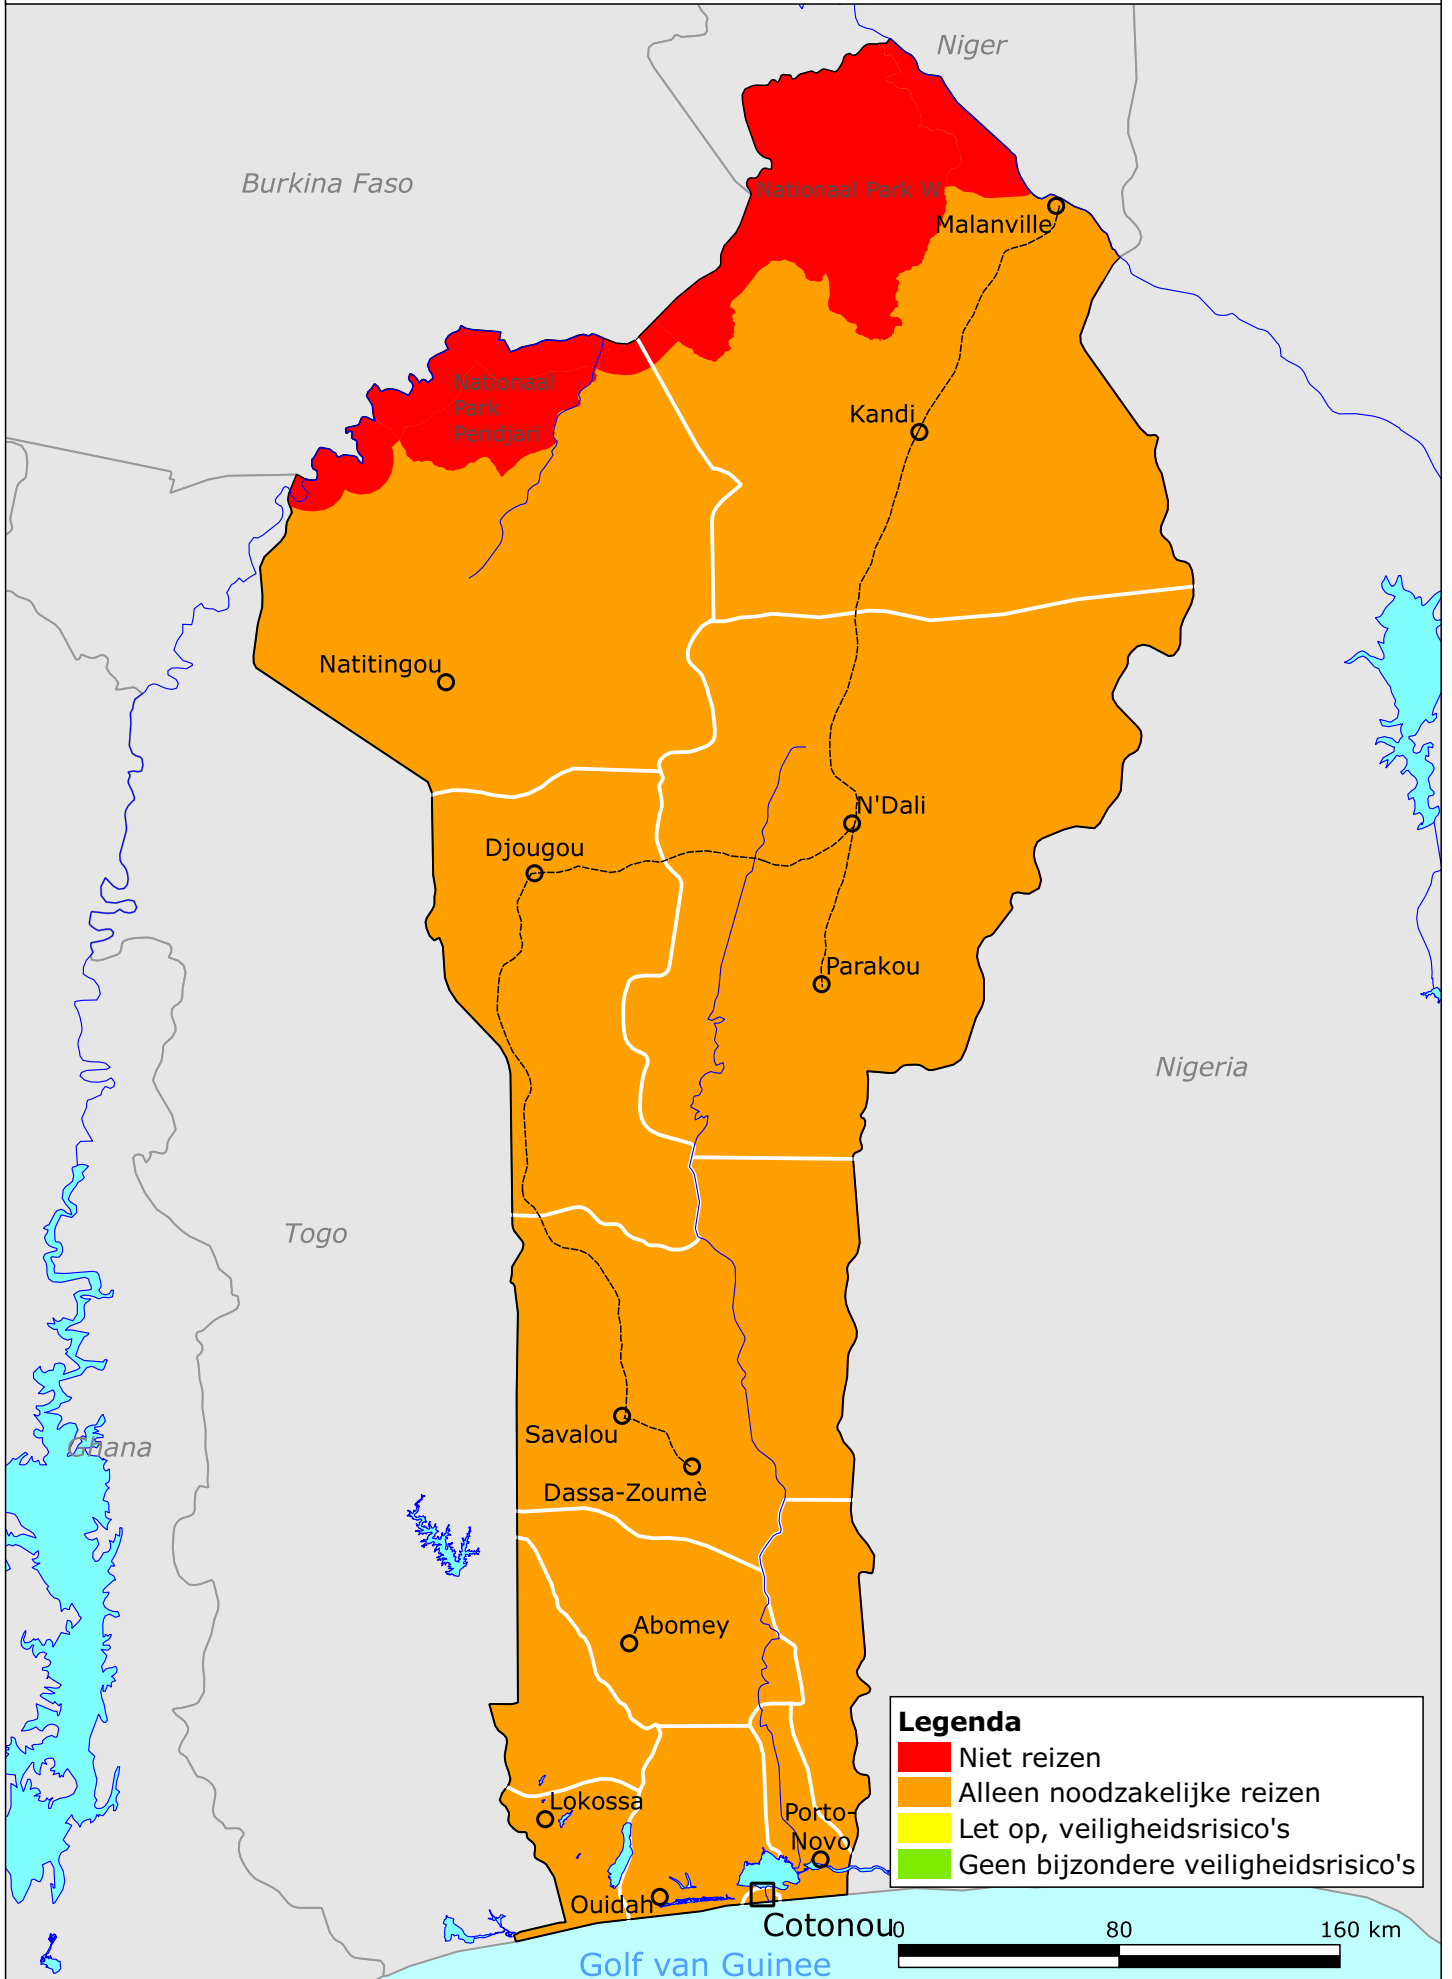 Niger
Burkina Faso
Nationaal Park W
Malanville
Nationaal
Park
Pendjari
Kandi
Natitingou
N'Dali
Djougou
Parakou
Nigeria
Togo
Savalou
Ghana
Dassa-Zoumè
Abomey
Legenda
Niet reizen
Alleen noodzakelijke reizen
Let op, veiligheidsrisico's
Geen bijzondere veiligheidsrisico's
Lokossa
Porto-
Novo
Ouidah
Cotonou
0 80 160 km
Golf van Guinee